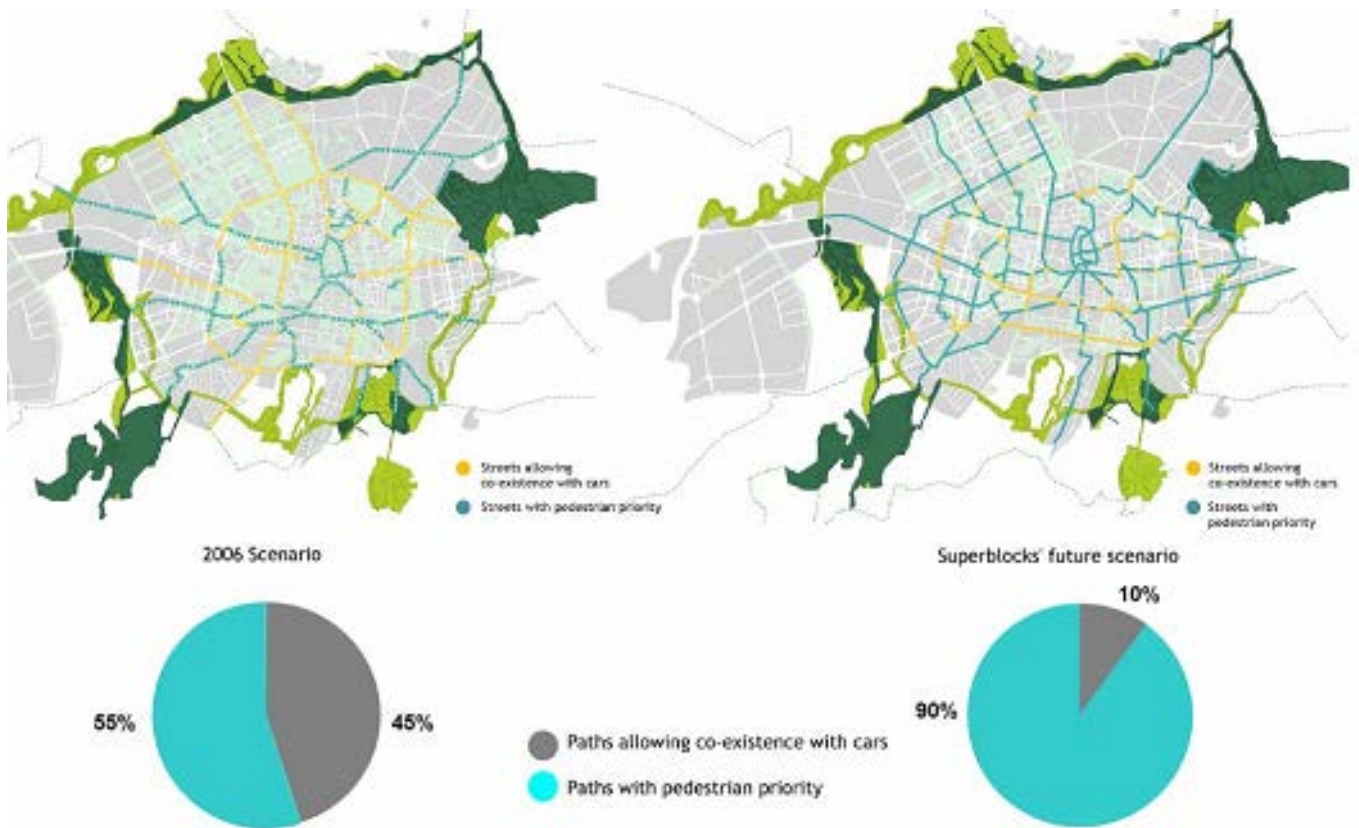 Streets allowing
co-existence with cars
Streets with pedestrian priority
Streets allowing
co-existence with cars
Streets with
pedestrian priority
2006 Scenario
Superblocks' future scenario
55%
45%
10%
90%
Paths allowing co-existence with cars
Paths with pedestrian priority